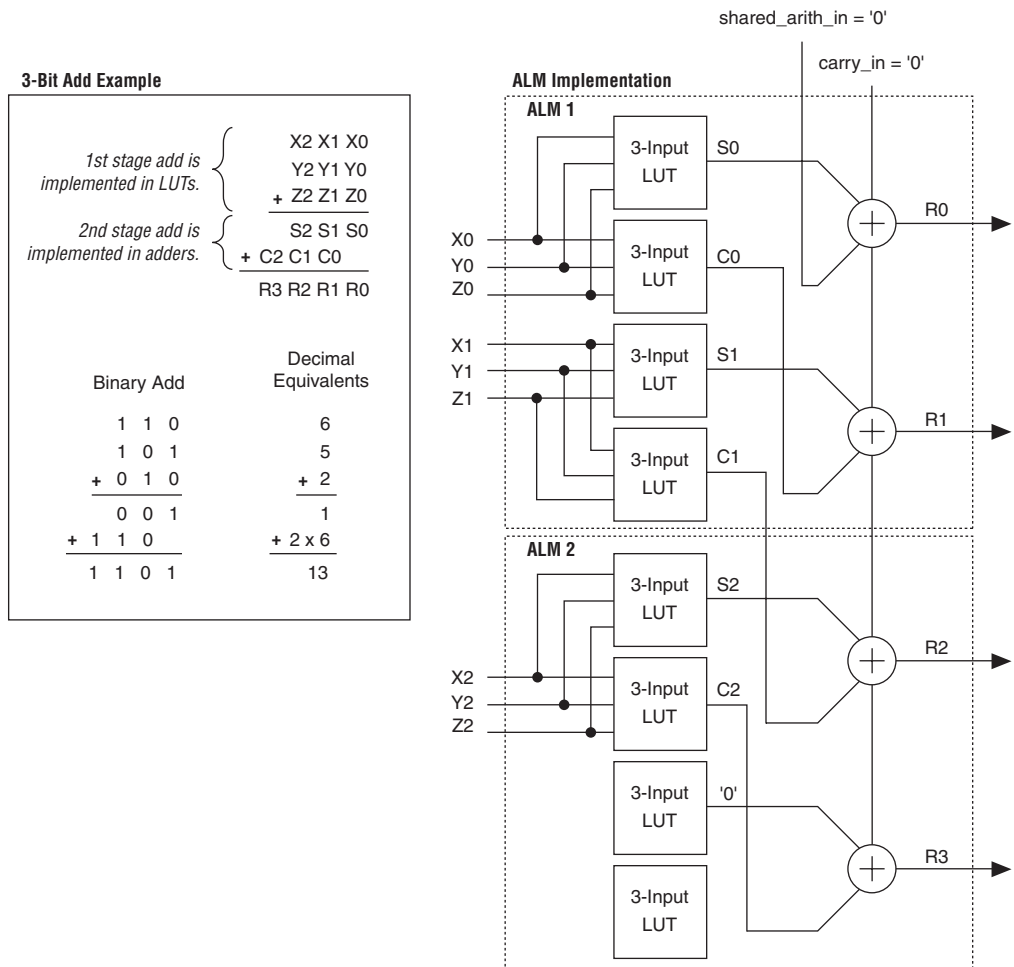 shared_arith_in = '0'
carry_in = '0'
3-Bit Add Example
1st stage add is
implemented in LUTs.
X2 X1 X0
Y2 Y1 Y0
+ Z2 Z1 Z0
2nd stage add is
implemented in adders.
S2 S1 S0
+ C2 C1 C0
R3 R2 R1 R0
Binary Add
1 1 0
1 0 1
+ 0 1 0
0 0 1
+ 1 1 0
1 1 0 1
Decimal
Equivalents
6
5
+ 2
1
+ 2 x 6
13
ALM Implementation
ALM 1
3-Input
LUT
S0
+
R0
X0
Y0
Z0
3-Input
LUT
C0
X1
Y1
Z1
3-Input
LUT
S1
+
R1
3-Input
LUT
C1
ALM 2
3-Input
LUT
S2
+
R2
X2
Y2
Z2
3-Input
LUT
C2
3-Input
LUT
'0'
+
R3
3-Input
LUT